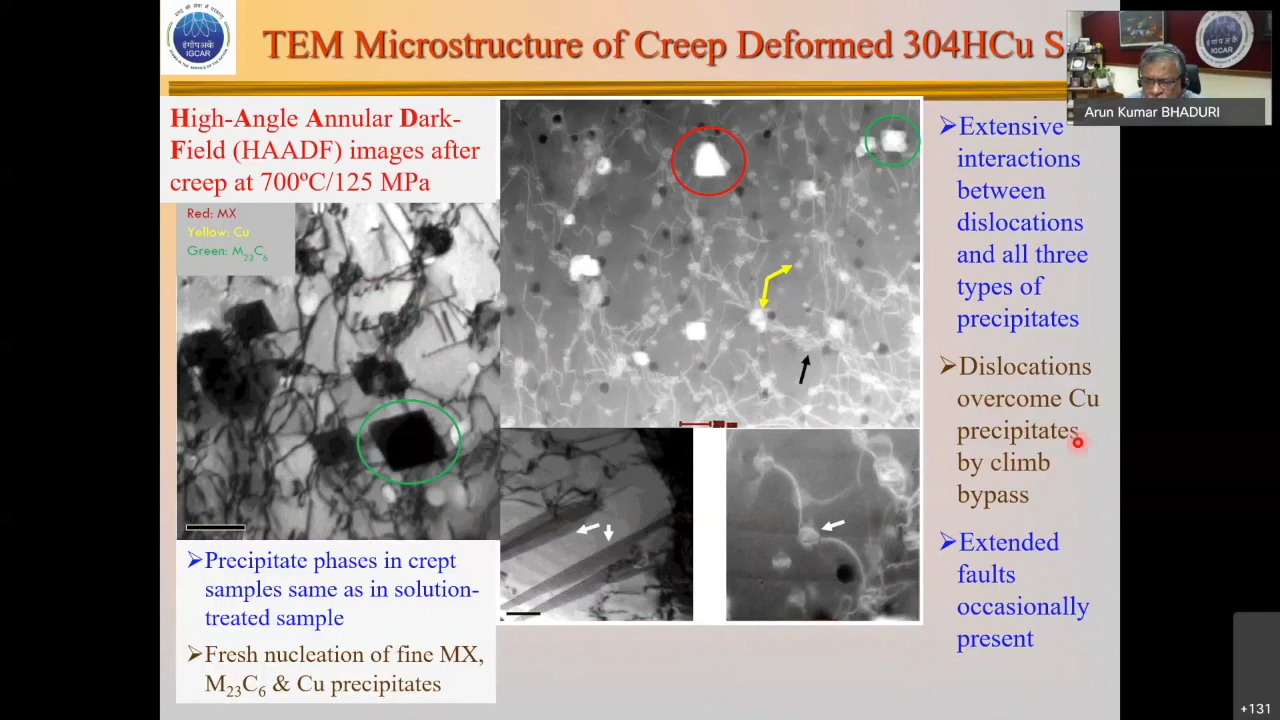 IGCAR
TEM Microstructure of Creep Deformed 304HCu S
IGCAR
Arun Kumar BHADURI
High-Angle Annular Dark-
Field (HAADF) images after
creep at 700ºC/125 MPa
Red: MX
Yellow: Cu
Green: M23C6
➢Precipitate phases in crept
samples same as in solution-
treated sample
➢Fresh nucleation of fine MX,
M23C6 & Cu precipitates
➢Extensive
interactions
between
dislocations
and all three
types of
precipitates
➢Dislocations
overcome Cu
precipitates
by climb
bypass
➢Extended
faults
occasionally
present
+131